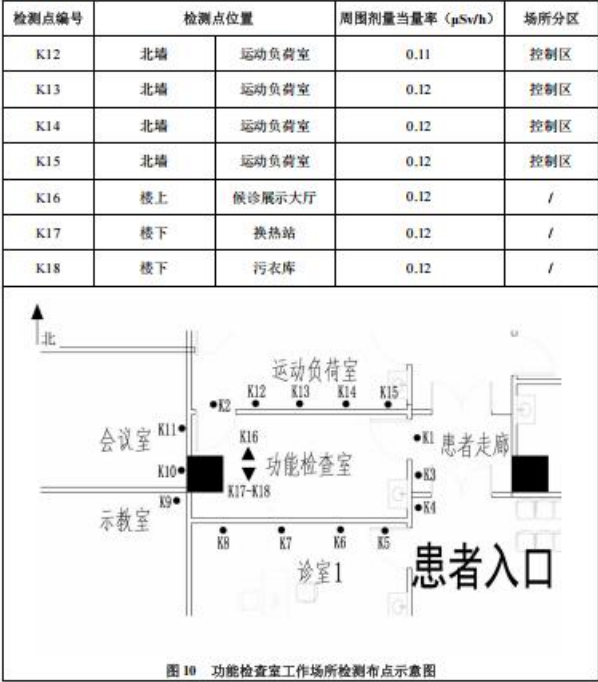 检测点编号 检测点位置 周围剂量当量率（μSv/h） 场所分区
K12 北墙 运动负荷室 0.11 控制区
K13 北墙 运动负荷室 0.12 控制区
K14 北墙 运动负荷室 0.12 控制区
K15 北墙 运动负荷室 0.12 控制区
K16 楼上 候诊展示大厅 0.12 /
K17 楼下 换热站 0.12 /
K18 楼下 污衣库 0.12 /
北
运动负荷室
K2 K12 K13 K14 K15
会议室 K11 K16 K1 患者走廊
功能检查室
K10 K3
K17-K18
示教室 K9 K4
K8 K7 K6 K5
诊室1 患者入口
图 10 功能检查室工作场所检测布点示意图